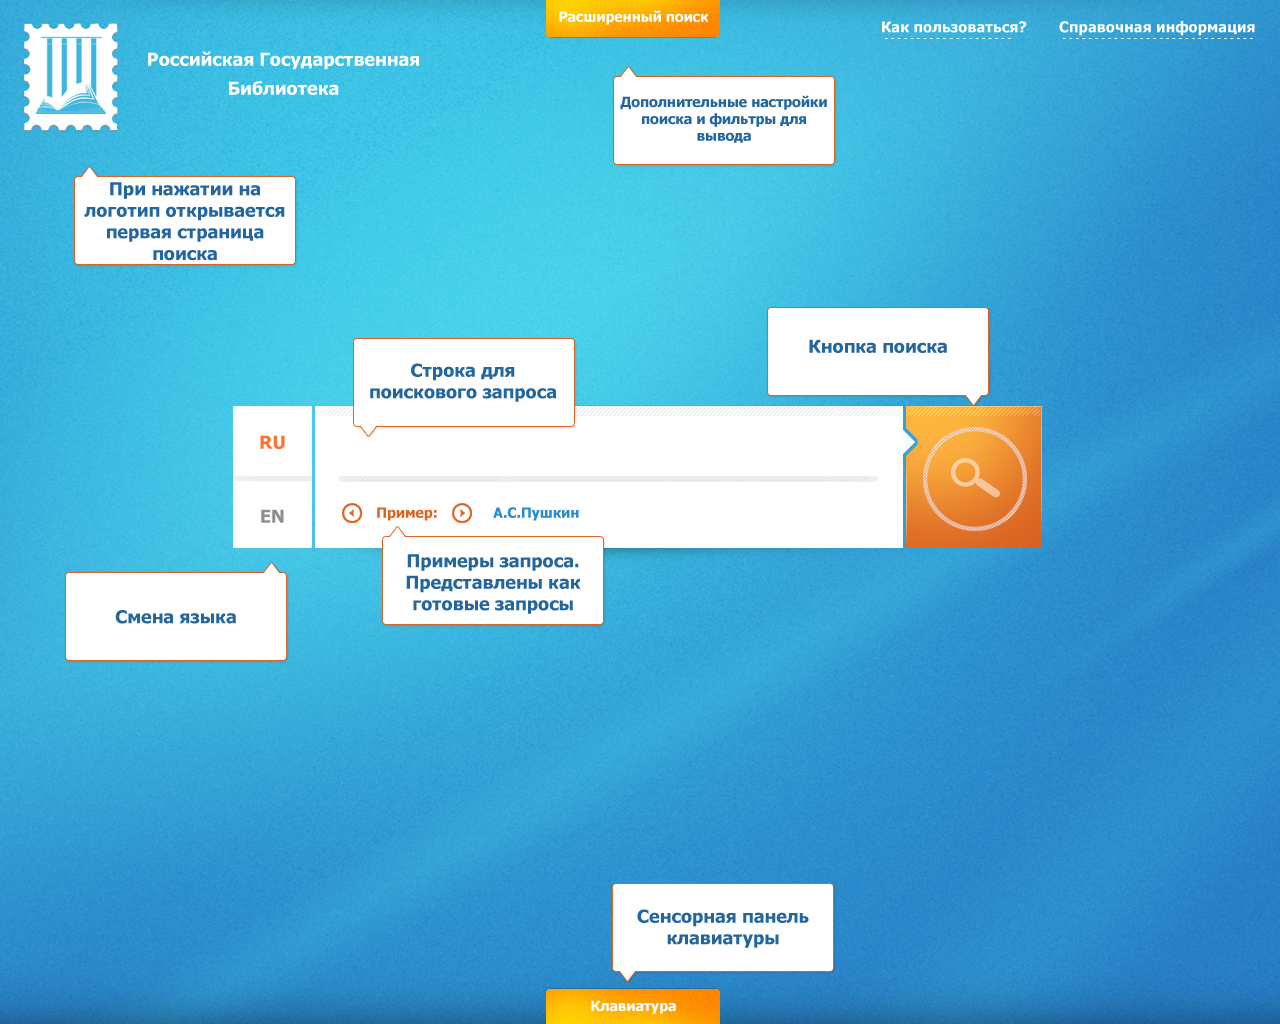 Расширенный поиск
Как пользоваться?
Справочная информация
Российская Государственная
Библиотека
Дополнительные настройки
поиска и фильтры для
вывода
При нажатии на
логотип открывается
первая страница
поиска
Кнопка поиска
Строка для
поискового запроса
RU
EN
Пример:
А.С.Пушкин
Примеры запроса.
Представлены как
готовые запросы
Смена языка
Сенсорная панель
клавиатуры
Клавиатура